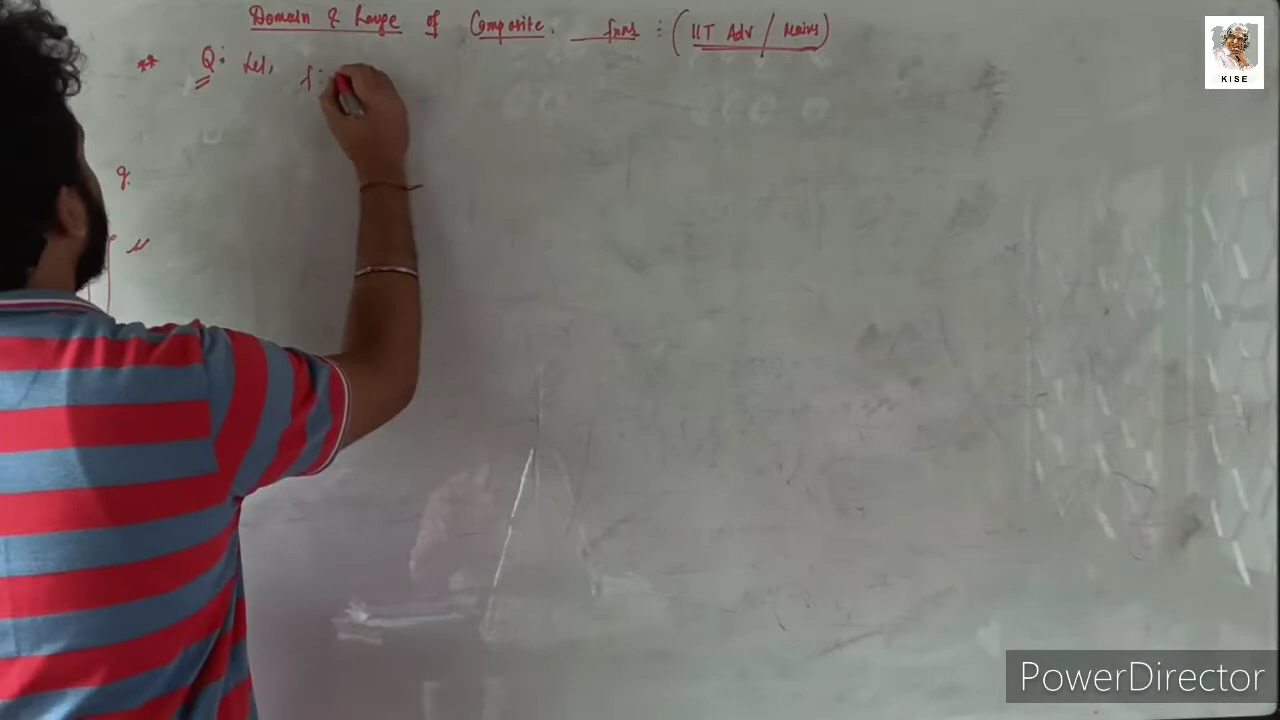 Domain & Range of Composite. fns : (IIT Adv / Mains)
** Q: Let, f:
g.
KISE
PowerDirector